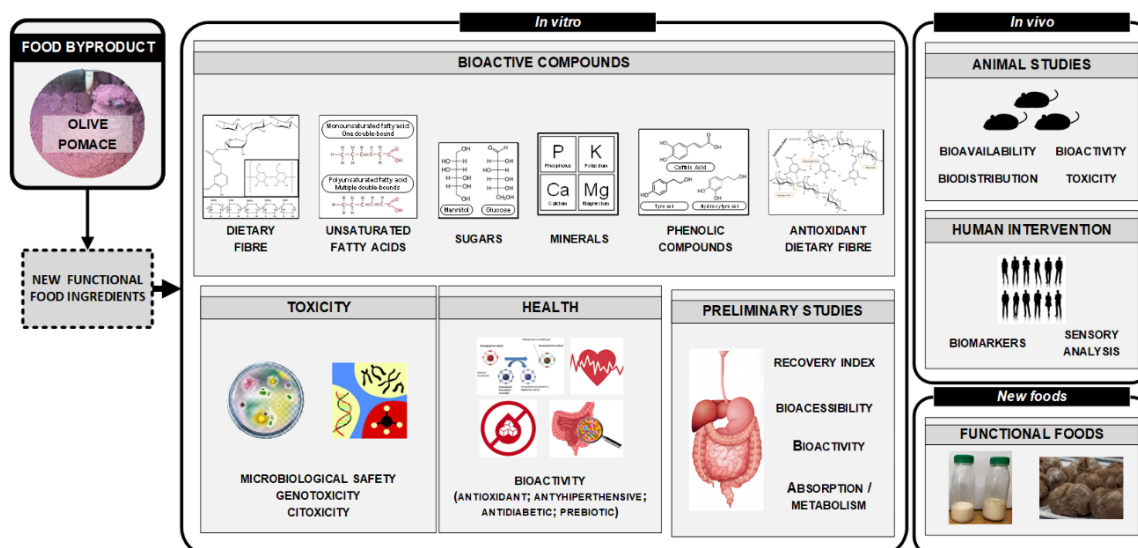 In vitro
In vivo
FOOD BYPRODUCT
OLIVE
POMACE
NEW FUNCTIONAL
FOOD INGREDIENTS
BIOACTIVE COMPOUNDS
Monounsaturated fatty acid
One double-bound
Polyunsaturated fatty acid
Multiple double-bounds
Mannitol
Glucose
P
Phosphorus
K
Potassium
Ca
Calcium
Mg
Magnesium
Caffeic Acid
Tyrosol
Hydroxytyrosol
DIETARY
FIBRE
UNSATURATED
FATTY ACIDS
SUGARS
MINERALS
PHENOLIC
COMPOUNDS
ANTIOXIDANT
DIETARY FIBRE
TOXICITY
MICROBIOLOGICAL SAFETY
GENOTOXICITY
CITOXICITY
HEALTH
BIOACTIVITY
(ANTIOXIDANT; ANTYHIPERTHENSIVE;
ANTIDIABETIC; PREBIOTIC)
PRELIMINARY STUDIES
RECOVERY INDEX
BIOACESSIBILITY
BIOACTIVITY
ABSORPTION /
METABOLISM
ANIMAL STUDIES
BIOAVAILABILITY
BIOACTIVITY
BIODISTRIBUTION
TOXICITY
HUMAN INTERVENTION
BIOMARKERS
SENSORY
ANALYSIS
New foods
FUNCTIONAL FOODS